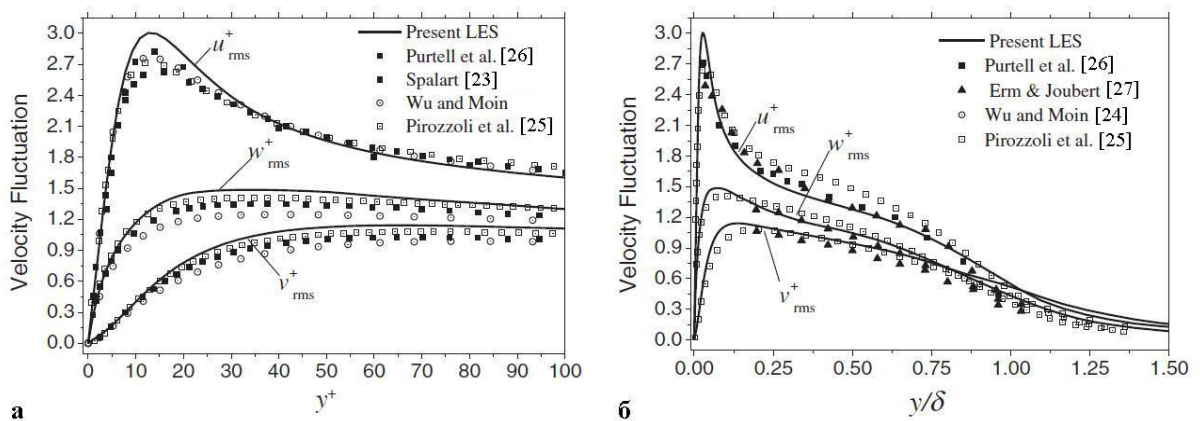 Velocity Fluctuation
3.0
2.7
2.4
2.1
1.8
1.5
1.2
0.9
0.6
0.3
0.0
u+rms
w+rms
v+rms
Present LES
Purtell et al. [26]
Spalart [23]
Wu and Moin
Pirozzoli et al. [25]
0 10 20 30 40 50 60 70 80 90 100
а
y+
Velocity Fluctuation
3.0
2.7
2.4
2.1
1.8
1.5
1.2
0.9
0.6
0.3
0.0
u+rms
w+rms
v+rms
Present LES
Purtell et al. [26]
Erm & Joubert [27]
Wu and Moin [24]
Pirozzoli et al. [25]
0.00 0.25 0.50 0.75 1.00 1.25 1.50
б
y/δ